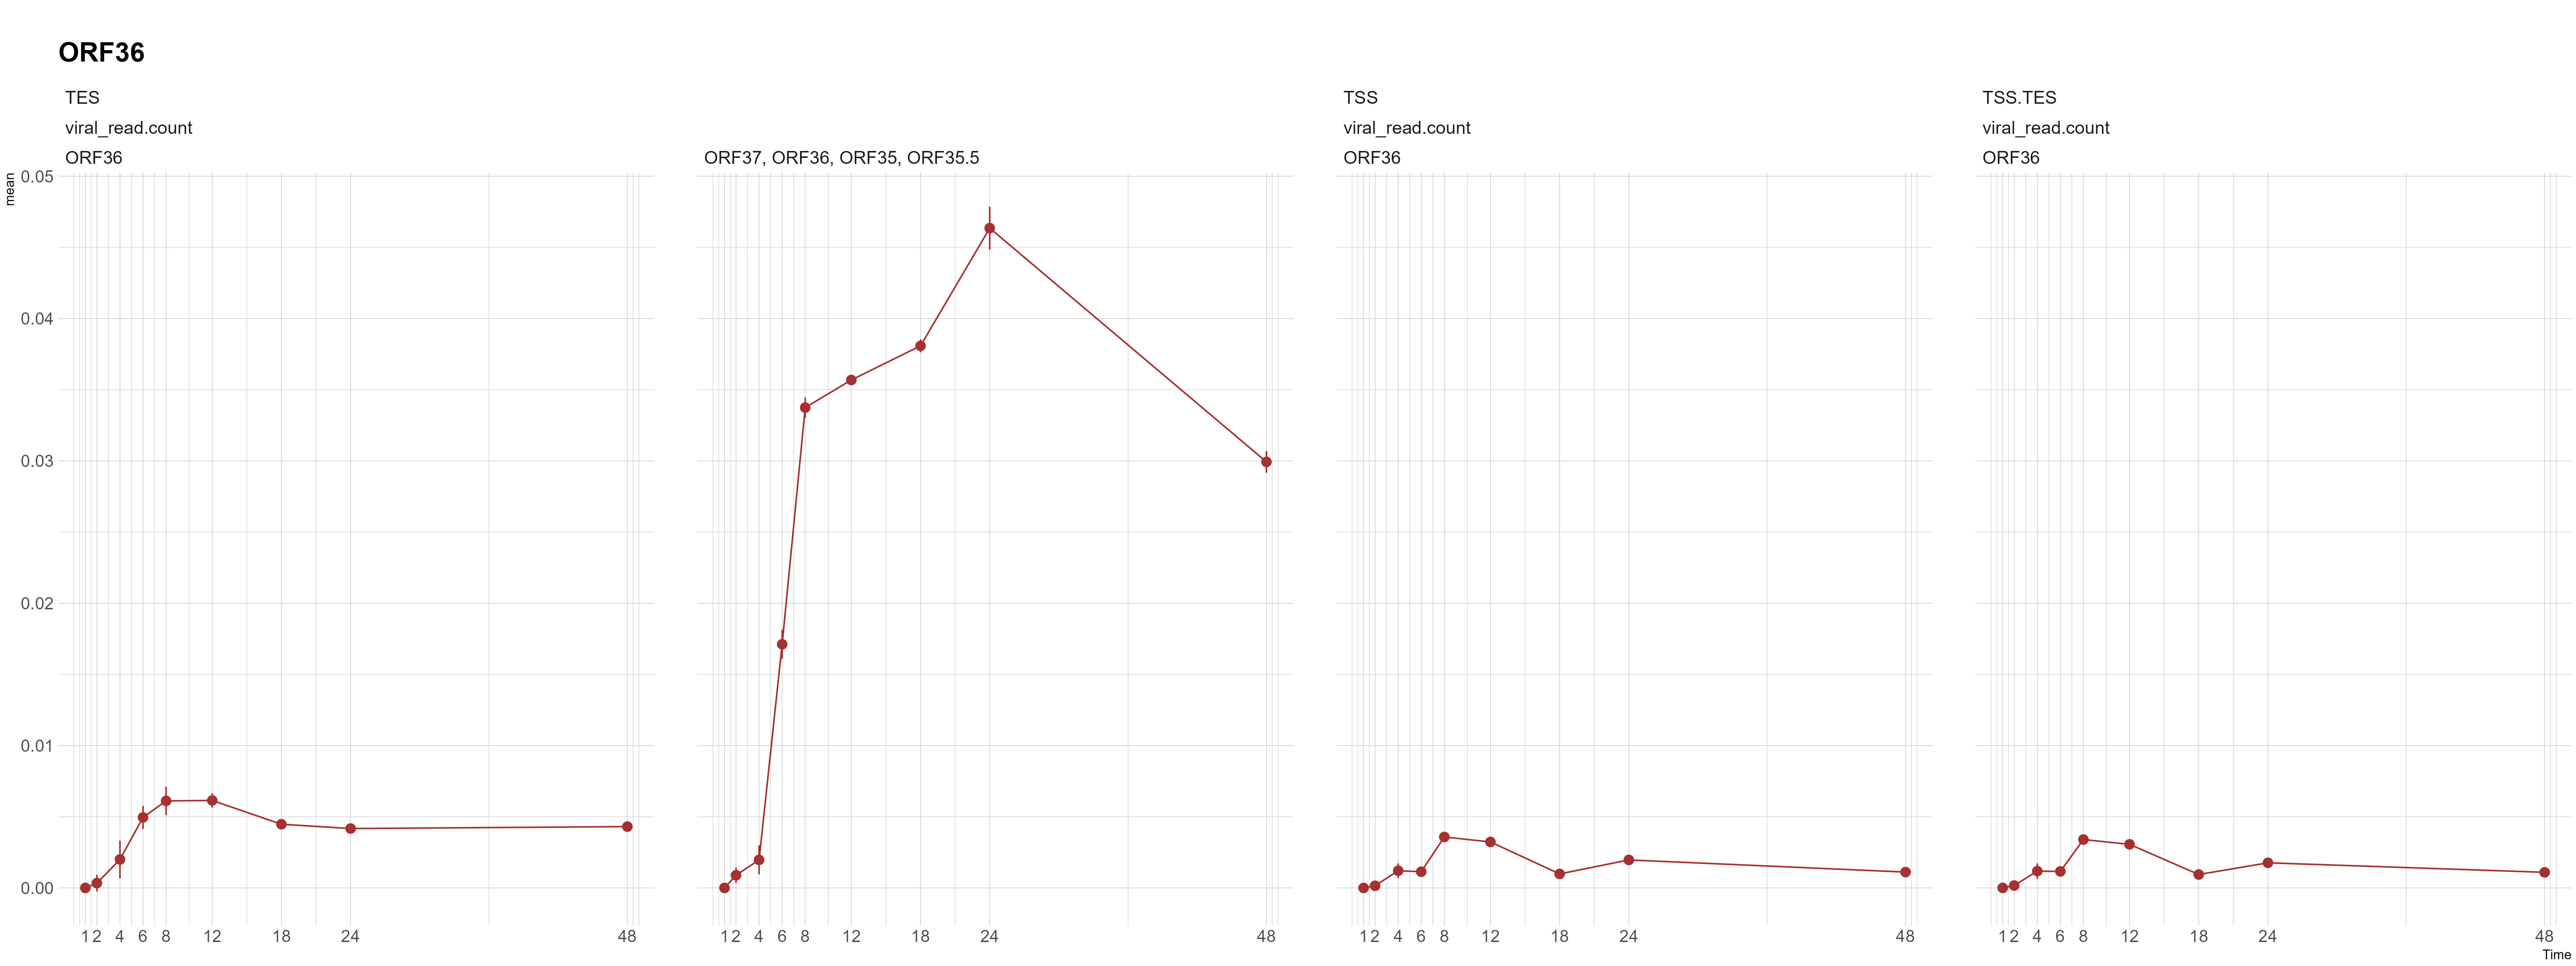 ORF36
TES
viral_read.count
ORF36
ORF37, ORF36, ORF35, ORF35.5
TSS
viral_read.count
ORF36
TSS.TES
viral_read.count
ORF36
mean
0.05
0.04
0.03
0.02
0.01
0.00
1 2 4 6 8 12 18 24 48
1 2 4 6 8 12 18 24 48
1 2 4 6 8 12 18 24 48
1 2 4 6 8 12 18 24 48
Time